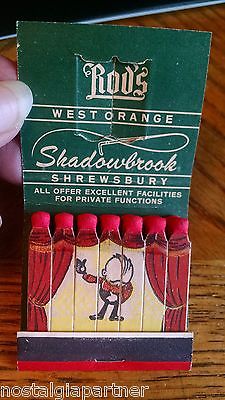 Rod's
WEST ORANGE
Shadowbrook
SHREWSBURY
ALL OFFER EXCELLENT FACILITIES
FOR PRIVATE FUNCTIONS
nostalgiapartner